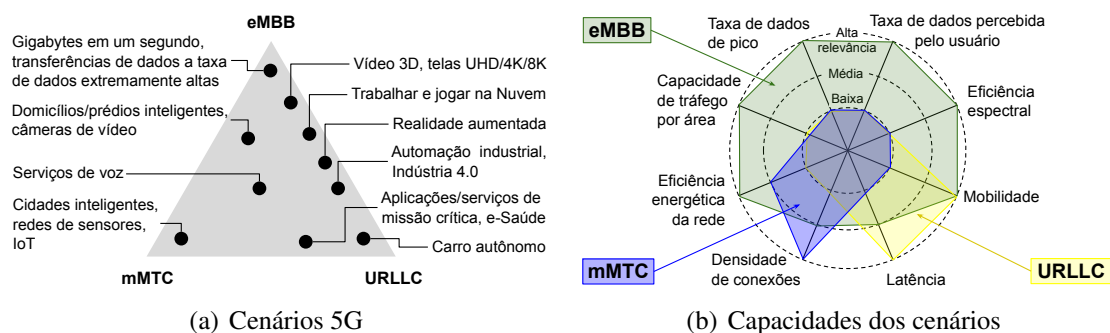 eMBB
Gigabytes em um segundo,
transferências de dados a taxa
de dados extremamente altas
Domicílios/prédios inteligentes,
câmeras de vídeo
Serviços de voz
Cidades inteligentes,
redes de sensores,
IoT
Vídeo 3D, telas UHD/4K/8K
Trabalhar e jogar na Nuvem
Realidade aumentada
Automação industrial,
Indústria 4.0
Aplicações/serviços de
missão crítica, e-Saúde
Carro autônomo
mMTC
URLLC
(a) Cenários 5G
eMBB
Taxa de dados
de pico
Alta
relevância
Média
Baixa
Taxa de dados percebida
pelo usuário
Capacidade
de tráfego
por área
Eficiência
espectral
Eficiência
energética
da rede
Mobilidade
mMTC
Densidade
de conexões
Latência
URLLC
(b) Capacidades dos cenários